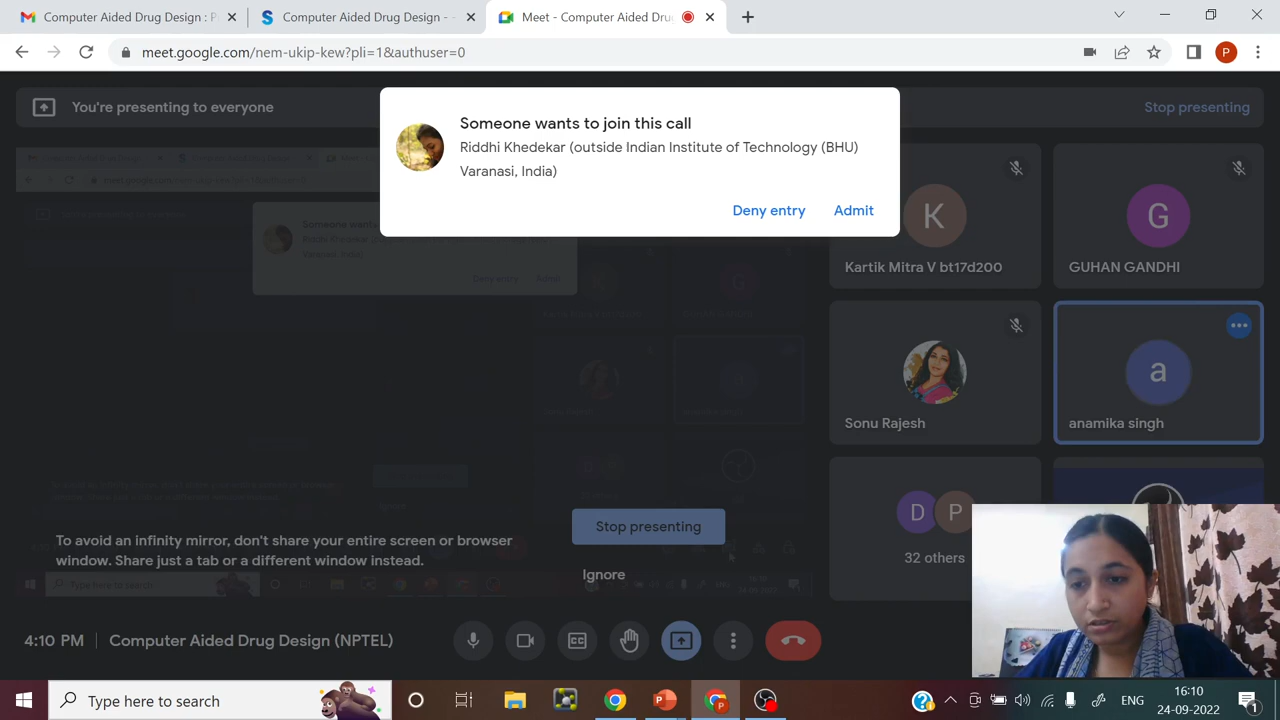 Computer Aided Drug Design : P
Computer Aided Drug Design - -
Meet - Computer Aided Dru
meet.google.com/nem-ukip-kew?pli=1&authuser=0
P
You're presenting to everyone
Stop presenting
Someone wants to join this call
Riddhi Khedekar (outside Indian Institute of Technology (BHU)
Varanasi, India)
Deny entry
Admit
K
Kartik Mitra V bt17d200
G
GUHAN GANDHI
Sonu Rajesh
a
anamika singh
D
P
32 others
To avoid an infinity mirror, don't share your entire screen or browser
window. Share just a tab or a different window instead.
Stop presenting
Ignore
4:10 PM | Computer Aided Drug Design (NPTEL)
CC
Type here to search
ENG
16:10
24-09-2022
1